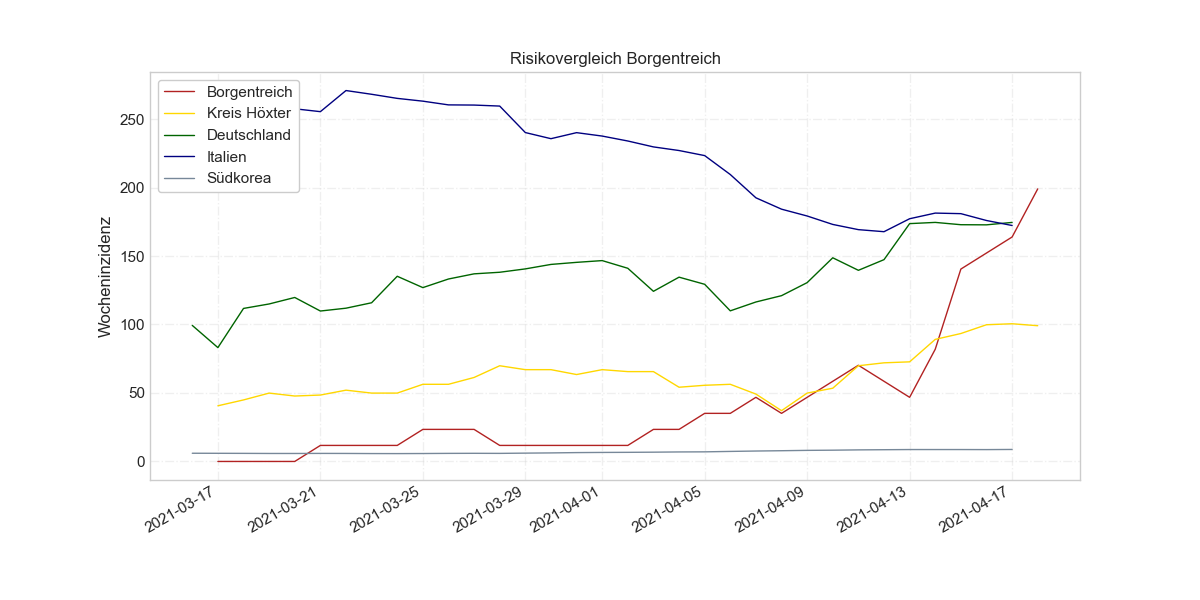 Risikovergleich Borgentreich
Borgentreich
Kreis Höxter
Deutschland
Italien
Südkorea
Wocheninzidenz
250
200
150
100
50
0
2021-03-17
2021-03-21
2021-03-25
2021-03-29
2021-04-01
2021-04-05
2021-04-09
2021-04-13
2021-04-17